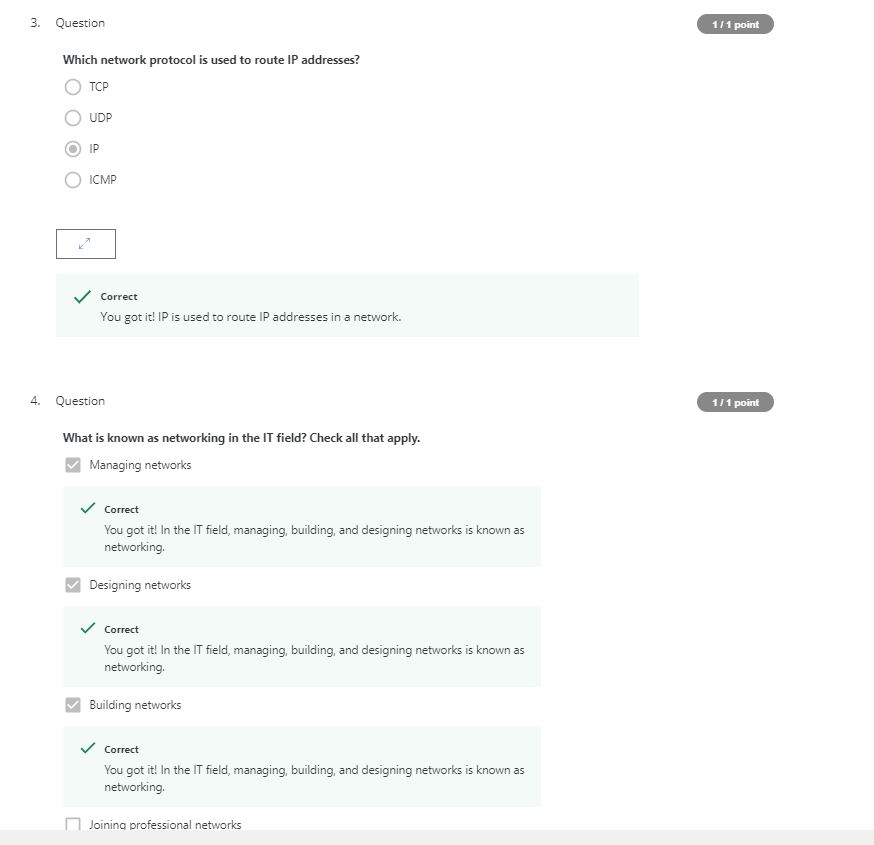 3. Question
1 / 1 point
Which network protocol is used to route IP addresses?
TCP
UDP
IP
ICMP
Correct
You got it! IP is used to route IP addresses in a network.
4. Question
1 / 1 point
What is known as networking in the IT field? Check all that apply.
Managing networks
Correct
You got it! In the IT field, managing, building, and designing networks is known as
networking.
Designing networks
Correct
You got it! In the IT field, managing, building, and designing networks is known as
networking.
Building networks
Correct
You got it! In the IT field, managing, building, and designing networks is known as
networking.
Joining professional networks